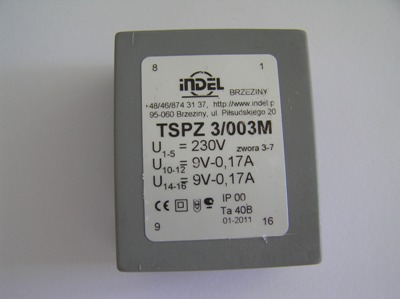 8 1
INDEL BRZEZINY
48/46/874 31 37, http://www.indel.p
95-060 Brzeziny, ul. Piłsudskiego 20
TSPZ 3/003M
U1-5 = 230V zwora 3-7
U10-12= 9V-0,17A
U14-16= 9V-0,17A
CE IP 00
Ta 40B
01-2011
9 16